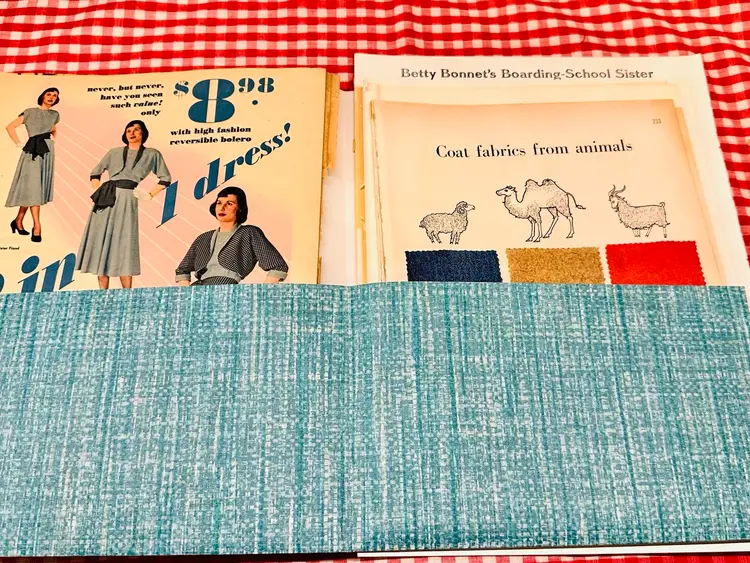 never, but never,
have you seen
such value!
only
$8.98
with high fashion
reversible bolero
1 dress!
in
Betty Bonnet's Boarding-School Sister
Coat fabrics from animals